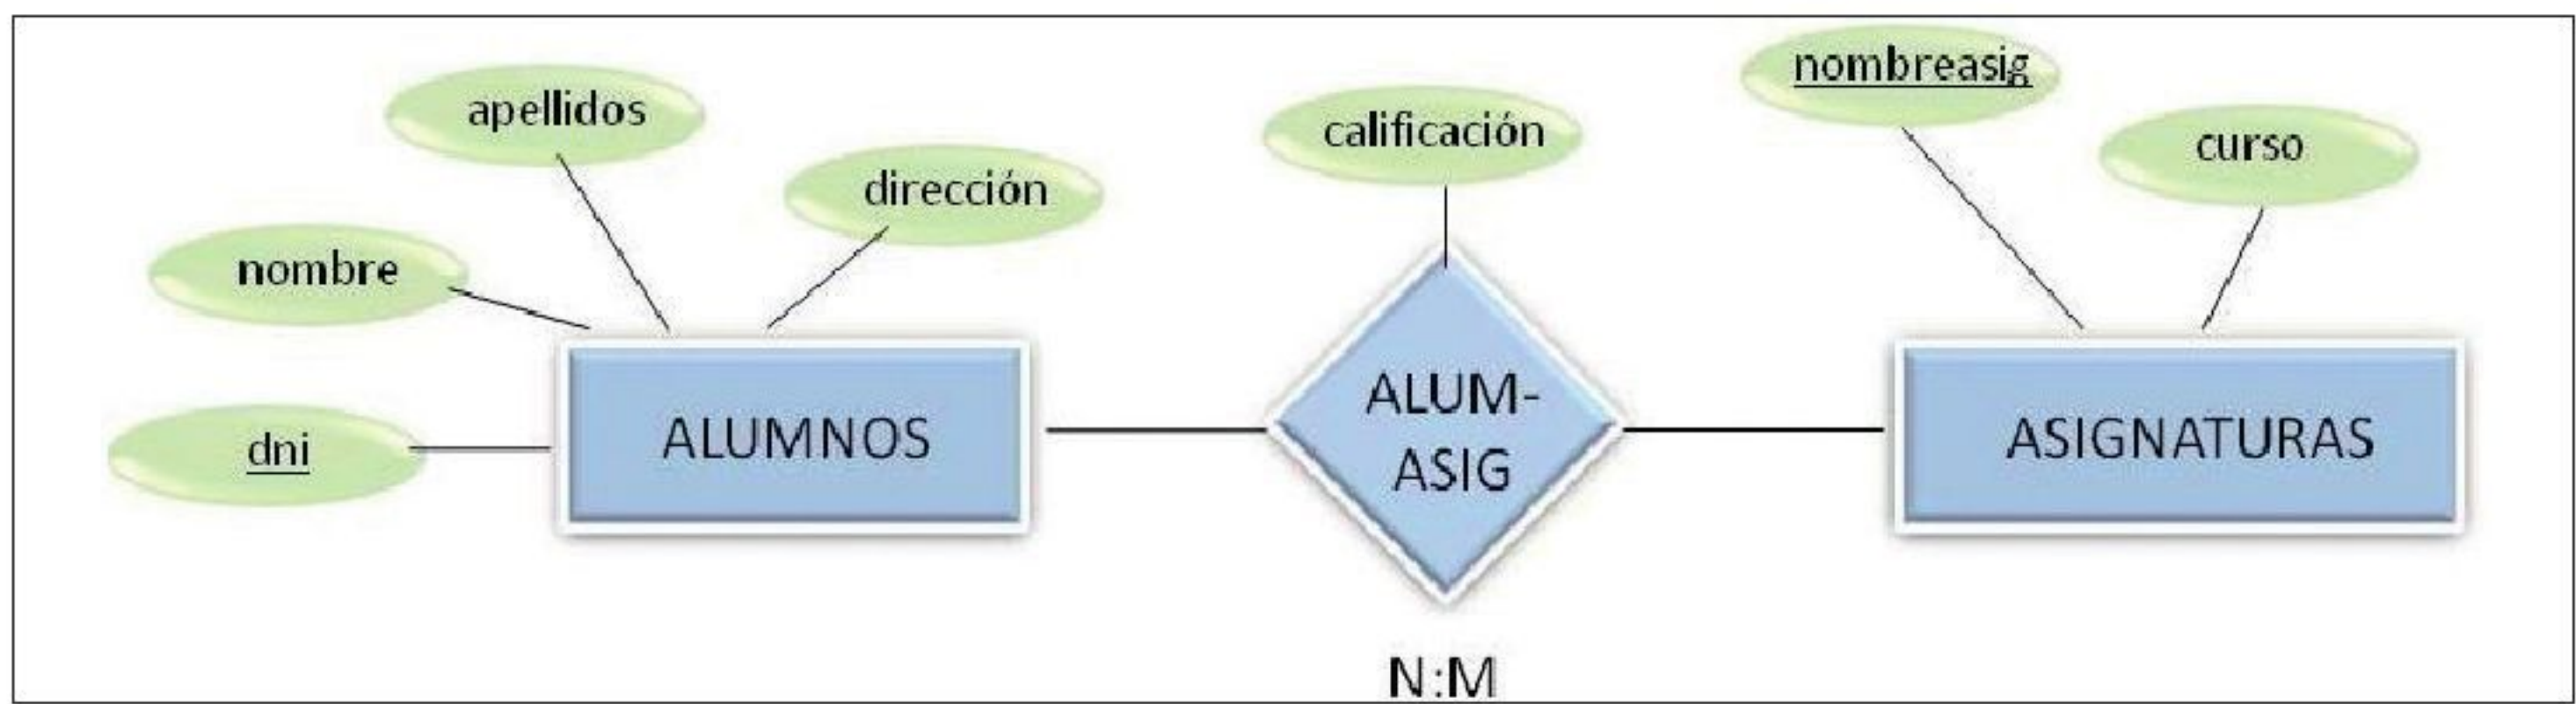 nombreasig
apellidos
calificación
curso
dirección
nombre
dni
ALUMNOS
ALUM-
ASIG
ASIGNATURAS
N:M